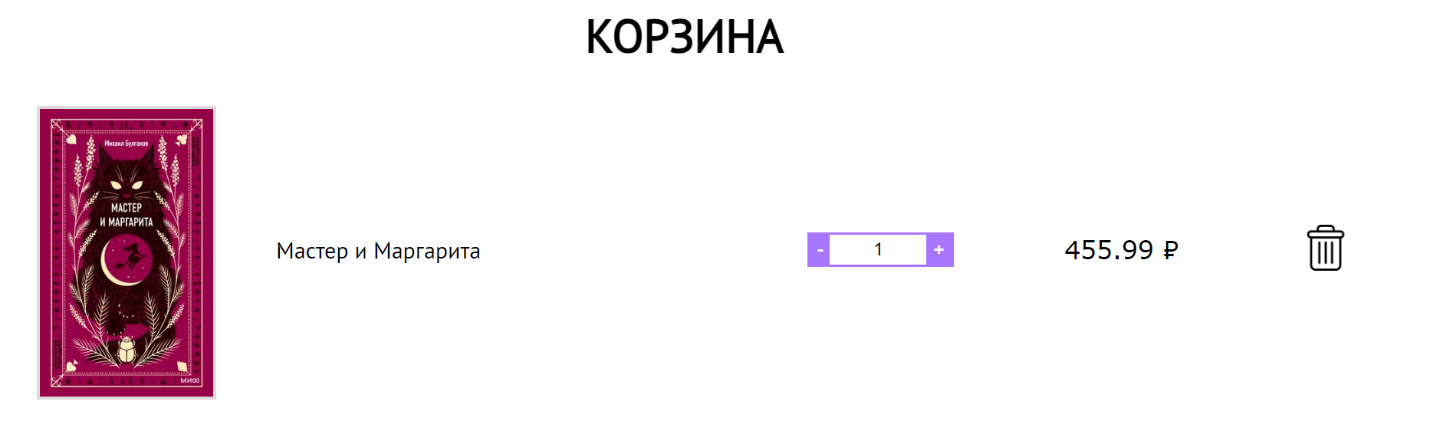 КОРЗИНА
Михаил Булгаков
МАСТЕР
И МАРГАРИТА
МИФ
Мастер и Маргарита
- 1 +
455.99 ₽